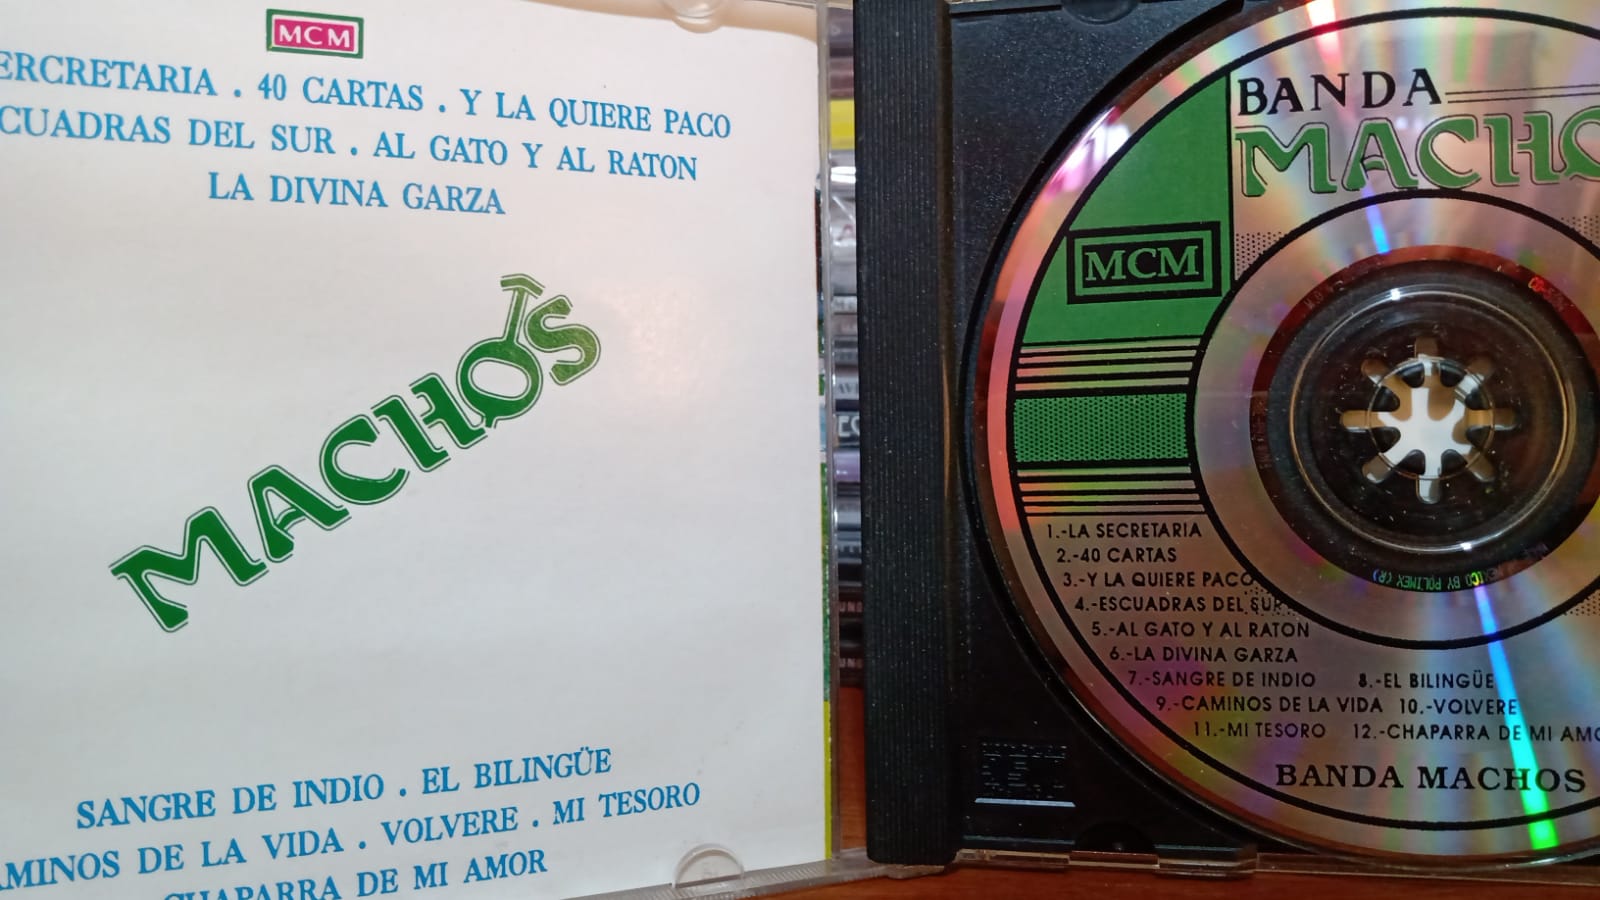 MCM
ERCRETARIA . 40 CARTAS . Y LA QUIERE PACO
CUADRAS DEL SUR . AL GATO Y AL RATON
LA DIVINA GARZA
MACHOS
SANGRE DE INDIO . EL BILINGÜE
AMINOS DE LA VIDA . VOLVERE . MI TESORO
CHAPARRA DE MI AMOR
BANDA
MACHO
MCM
1.-LA SECRETARIA
2.-40 CARTAS
3.-Y LA QUIERE PACO
4.-ESCUADRAS DEL SUR
5.-AL GATO Y AL RATON
6.-LA DIVINA GARZA
7.-SANGRE DE INDIO 8.-EL BILINGÜE
9.-CAMINOS DE LA VIDA 10.-VOLVERE
11.-MI TESORO 12.-CHAPARRA DE MI AMO
BANDA MACHOS
EXICO BY POLIMEX (R)